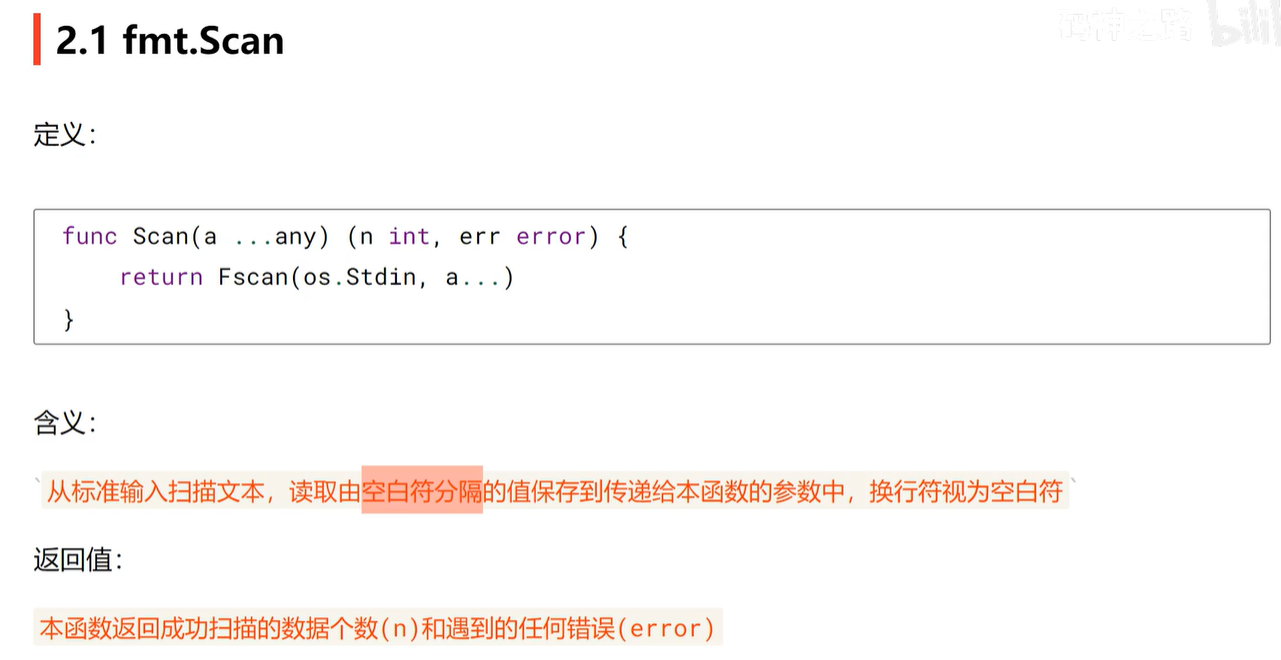 码神之路 bili
2.1 fmt.Scan
定义：
func Scan(a ...any) (n int, err error) {
return Fscan(os.Stdin, a...)
}
含义：
`从标准输入扫描文本，读取由空白符分隔的值保存到传递给本函数的参数中，换行符视为空白符`
返回值：
本函数返回成功扫描的数据个数(n)和遇到的任何错误(error)